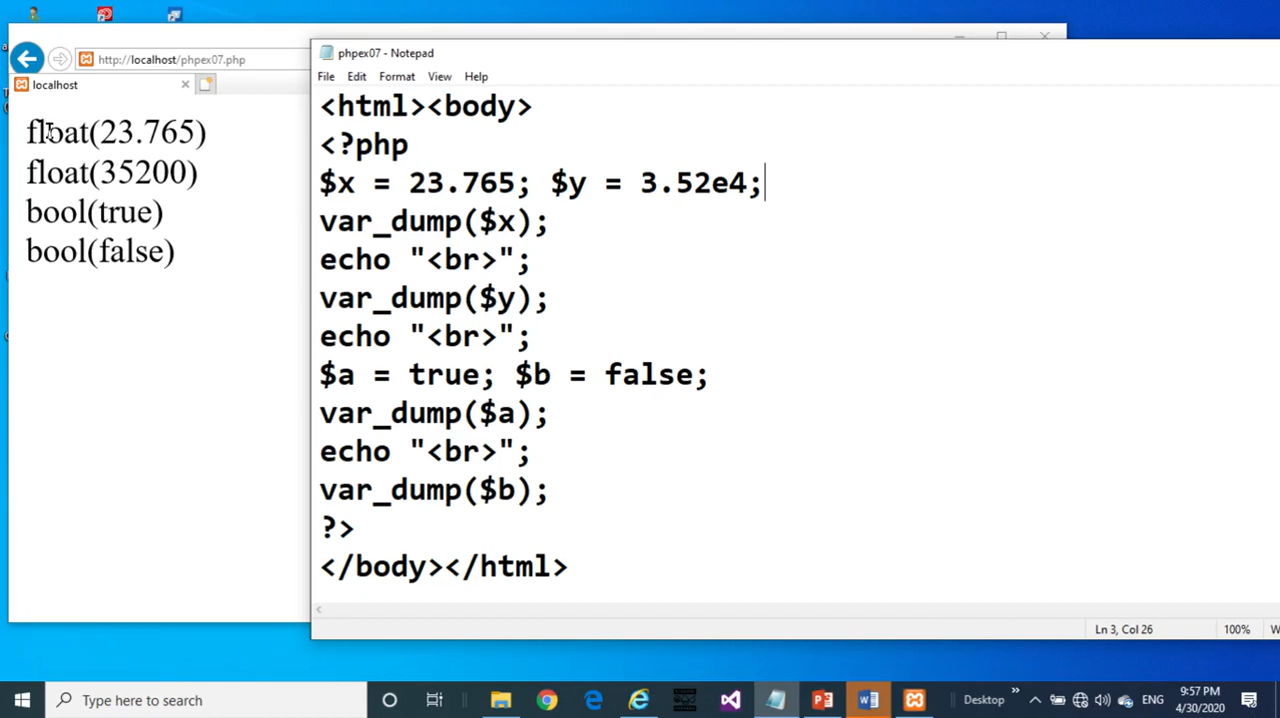 http://localhost/phpex07.php
localhost
float(23.765)
float(35200)
bool(true)
bool(false)
phpex07 - Notepad
File Edit Format View Help
<html><body>
<?php
$x = 23.765; $y = 3.52e4;
var_dump($x);
echo "<br>";
var_dump($y);
echo "<br>";
$a = true; $b = false;
var_dump($a);
echo "<br>";
var_dump($b);
?>
</body></html>
Ln 3, Col 26 100% W
Type here to search
Desktop
ENG
9:57 PM
4/30/2020